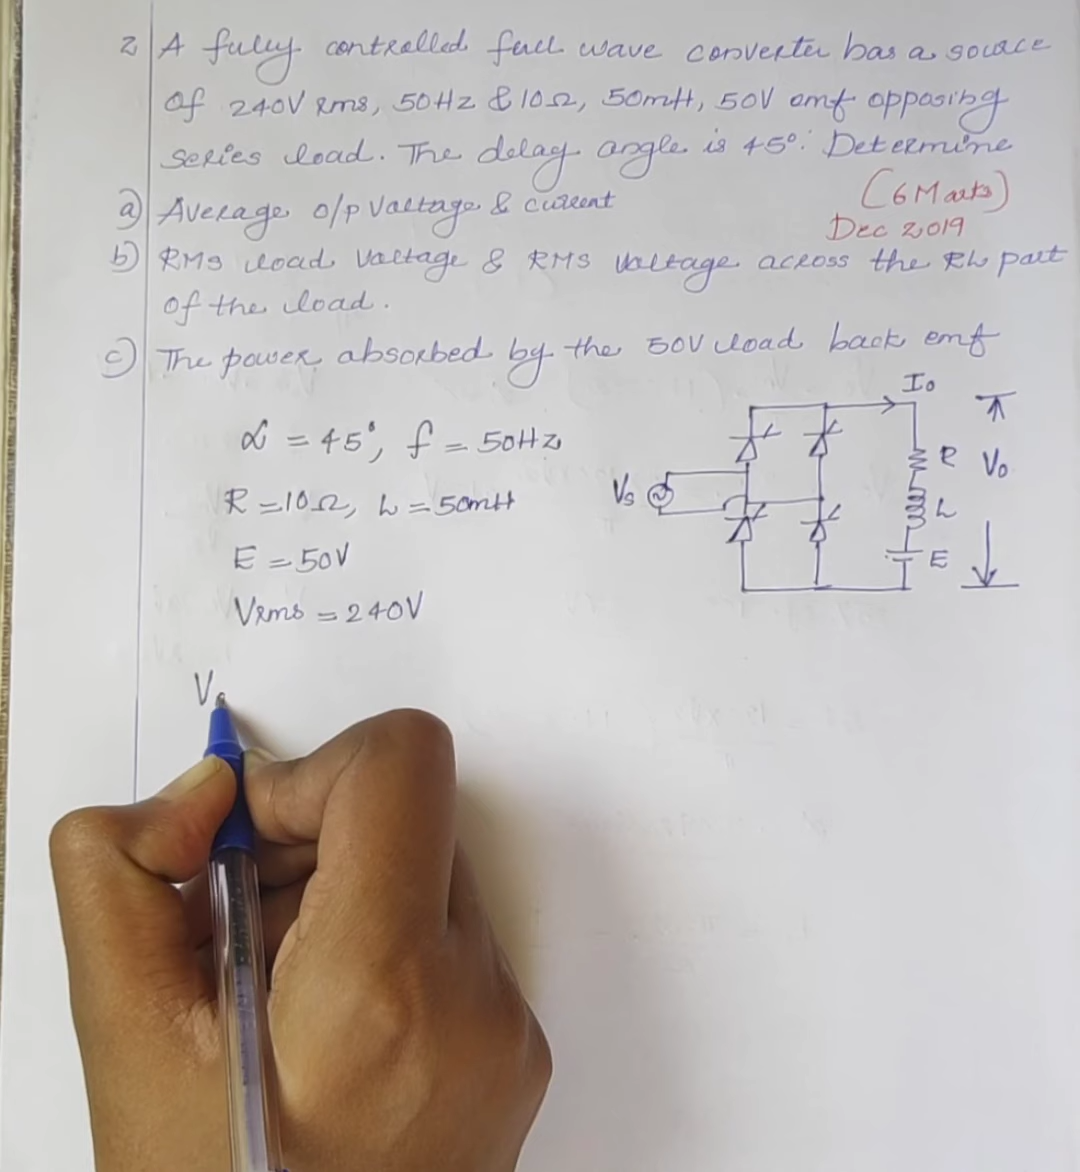 2 A fully controlled full wave converter has a source
of 240V rms, 50Hz & 10Ω, 50mH, 50V emf opposing
series load. The delay angle is 45°. Determine
(6 Marks)
a) Average o/p Voltage & current
Dec 2019
b) RMS load voltage & RMS voltage across the RL part
of the load.
c) The power absorbed by the 50V load back emf
Io
α = 45°, f = 50Hz
R Vo
R = 10Ω, L = 50mH
Vs
L
E = 50V
E
Vrms = 240V
Vo